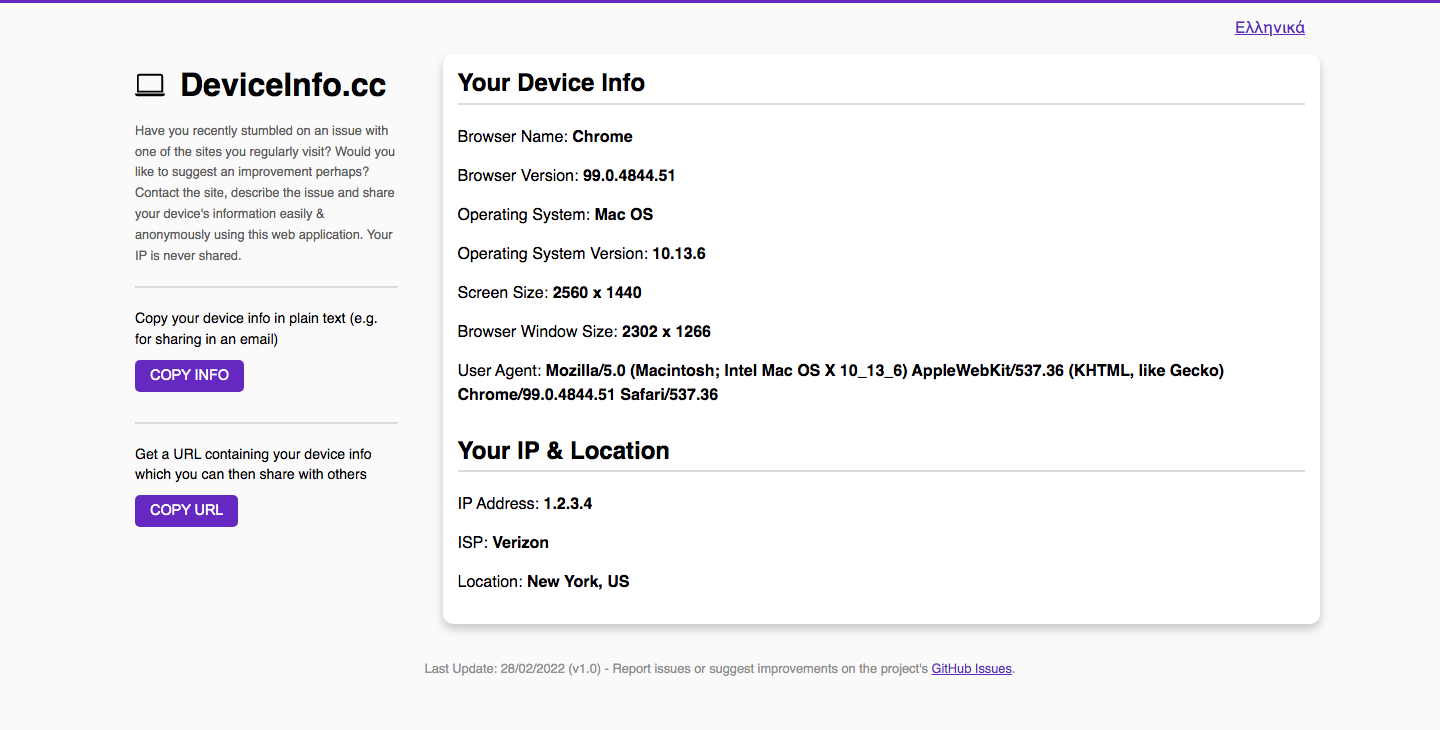 Ελληνικά
DeviceInfo.cc
Have you recently stumbled on an issue with
one of the sites you regularly visit? Would you
like to suggest an improvement perhaps?
Contact the site, describe the issue and share
your device's information easily &
anonymously using this web application. Your
IP is never shared.
Copy your device info in plain text (e.g.
for sharing in an email)
COPY INFO
Get a URL containing your device info
which you can then share with others
COPY URL
Your Device Info
Browser Name: Chrome
Browser Version: 99.0.4844.51
Operating System: Mac OS
Operating System Version: 10.13.6
Screen Size: 2560 x 1440
Browser Window Size: 2302 x 1266
User Agent: Mozilla/5.0 (Macintosh; Intel Mac OS X 10_13_6) AppleWebKit/537.36 (KHTML, like Gecko)
Chrome/99.0.4844.51 Safari/537.36
Your IP & Location
IP Address: 1.2.3.4
ISP: Verizon
Location: New York, US
Last Update: 28/02/2022 (v1.0) - Report issues or suggest improvements on the project's GitHub Issues.